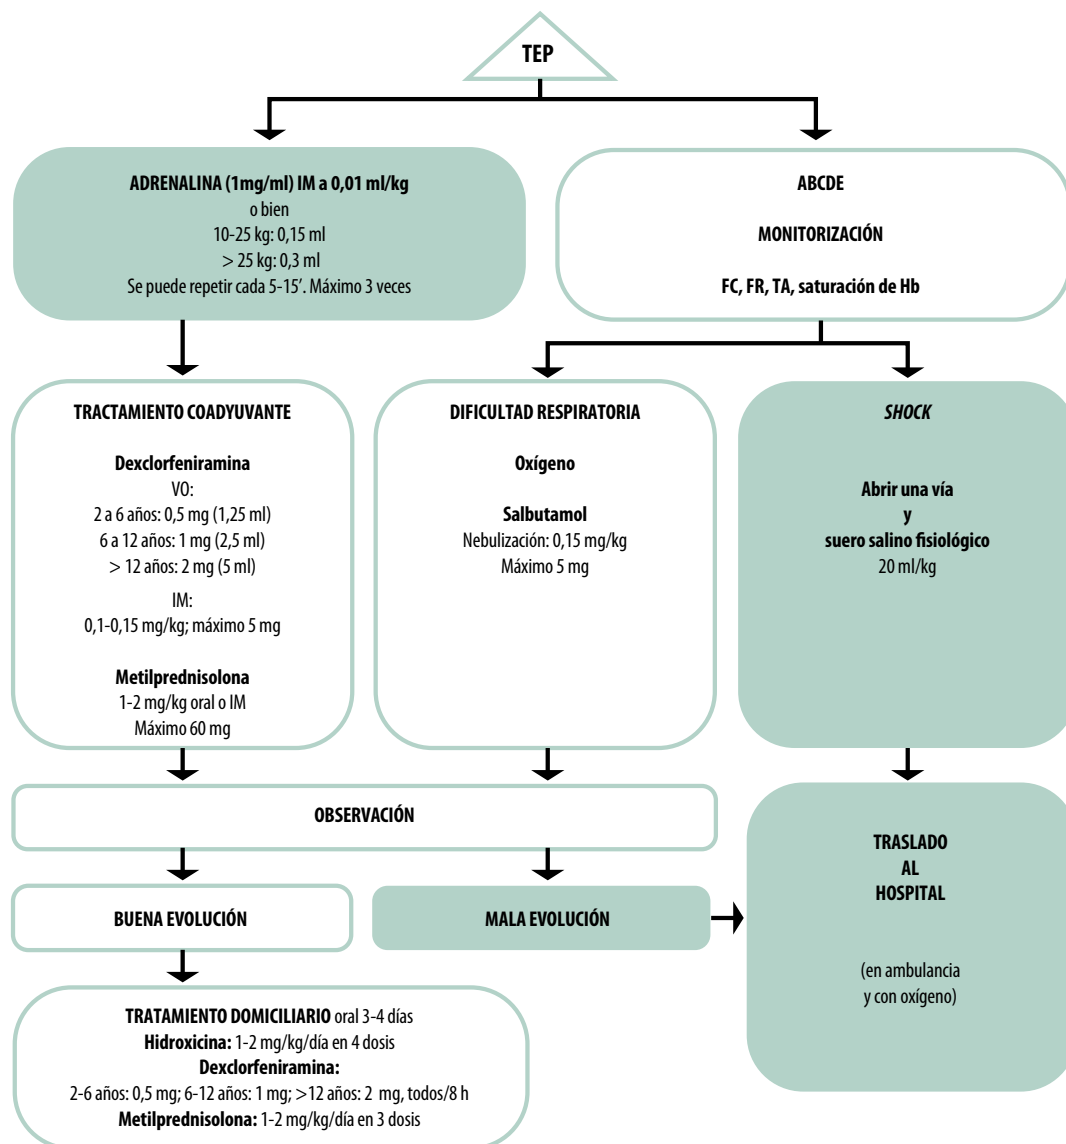 TEP
ADRENALINA (1mg/ml) IM a 0,01 ml/kg
o bien
10-25 kg: 0,15 ml
> 25 kg: 0,3 ml
Se puede repetir cada 5-15’. Máximo 3 veces
ABCDE
MONITORIZACIÓN
FC, FR, TA, saturación de Hb
TRACTAMIENTO COADYUVANTE
Dexclorfeniramina
VO:
2 a 6 años: 0,5 mg (1,25 ml)
6 a 12 años: 1 mg (2,5 ml)
> 12 años: 2 mg (5 ml)
IM:
0,1-0,15 mg/kg; máximo 5 mg
Metilprednisolona
1-2 mg/kg oral o IM
Máximo 60 mg
DIFICULTAD RESPIRATORIA
Oxígeno
Salbutamol
Nebulización: 0,15 mg/kg
Máximo 5 mg
SHOCK
Abrir una vía
y
suero salino fisiológico
20 ml/kg
OBSERVACIÓN
BUENA EVOLUCIÓN
MALA EVOLUCIÓN
TRASLADO
AL
HOSPITAL
(en ambulancia
y con oxígeno)
TRATAMIENTO DOMICILIARIO oral 3-4 días
Hidroxicina: 1-2 mg/kg/día en 4 dosis
Dexclorfeniramina:
2-6 años: 0,5 mg; 6-12 años: 1 mg; >12 años: 2 mg, todos/8 h
Metilprednisolona: 1-2 mg/kg/día en 3 dosis